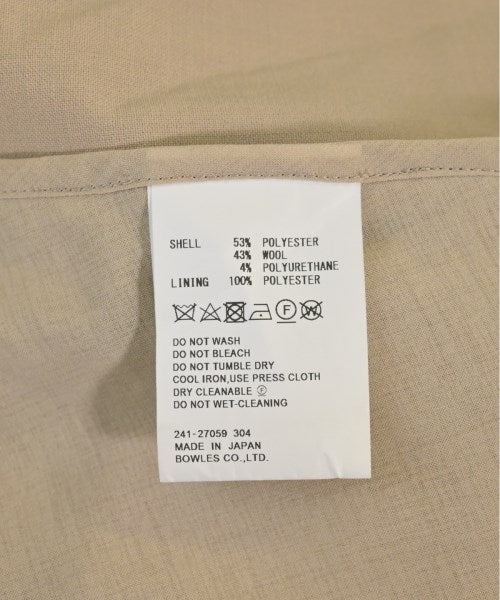 SHELL 53% POLYESTER
43% WOOL
4% POLYURETHANE
LINING 100% POLYESTER
DO NOT WASH
DO NOT BLEACH
DO NOT TUMBLE DRY
COOL IRON,USE PRESS CLOTH
DRY CLEANABLE Ⓕ
DO NOT WET-CLEANING
241-27059 304
MADE IN JAPAN
BOWLES CO.,LTD.